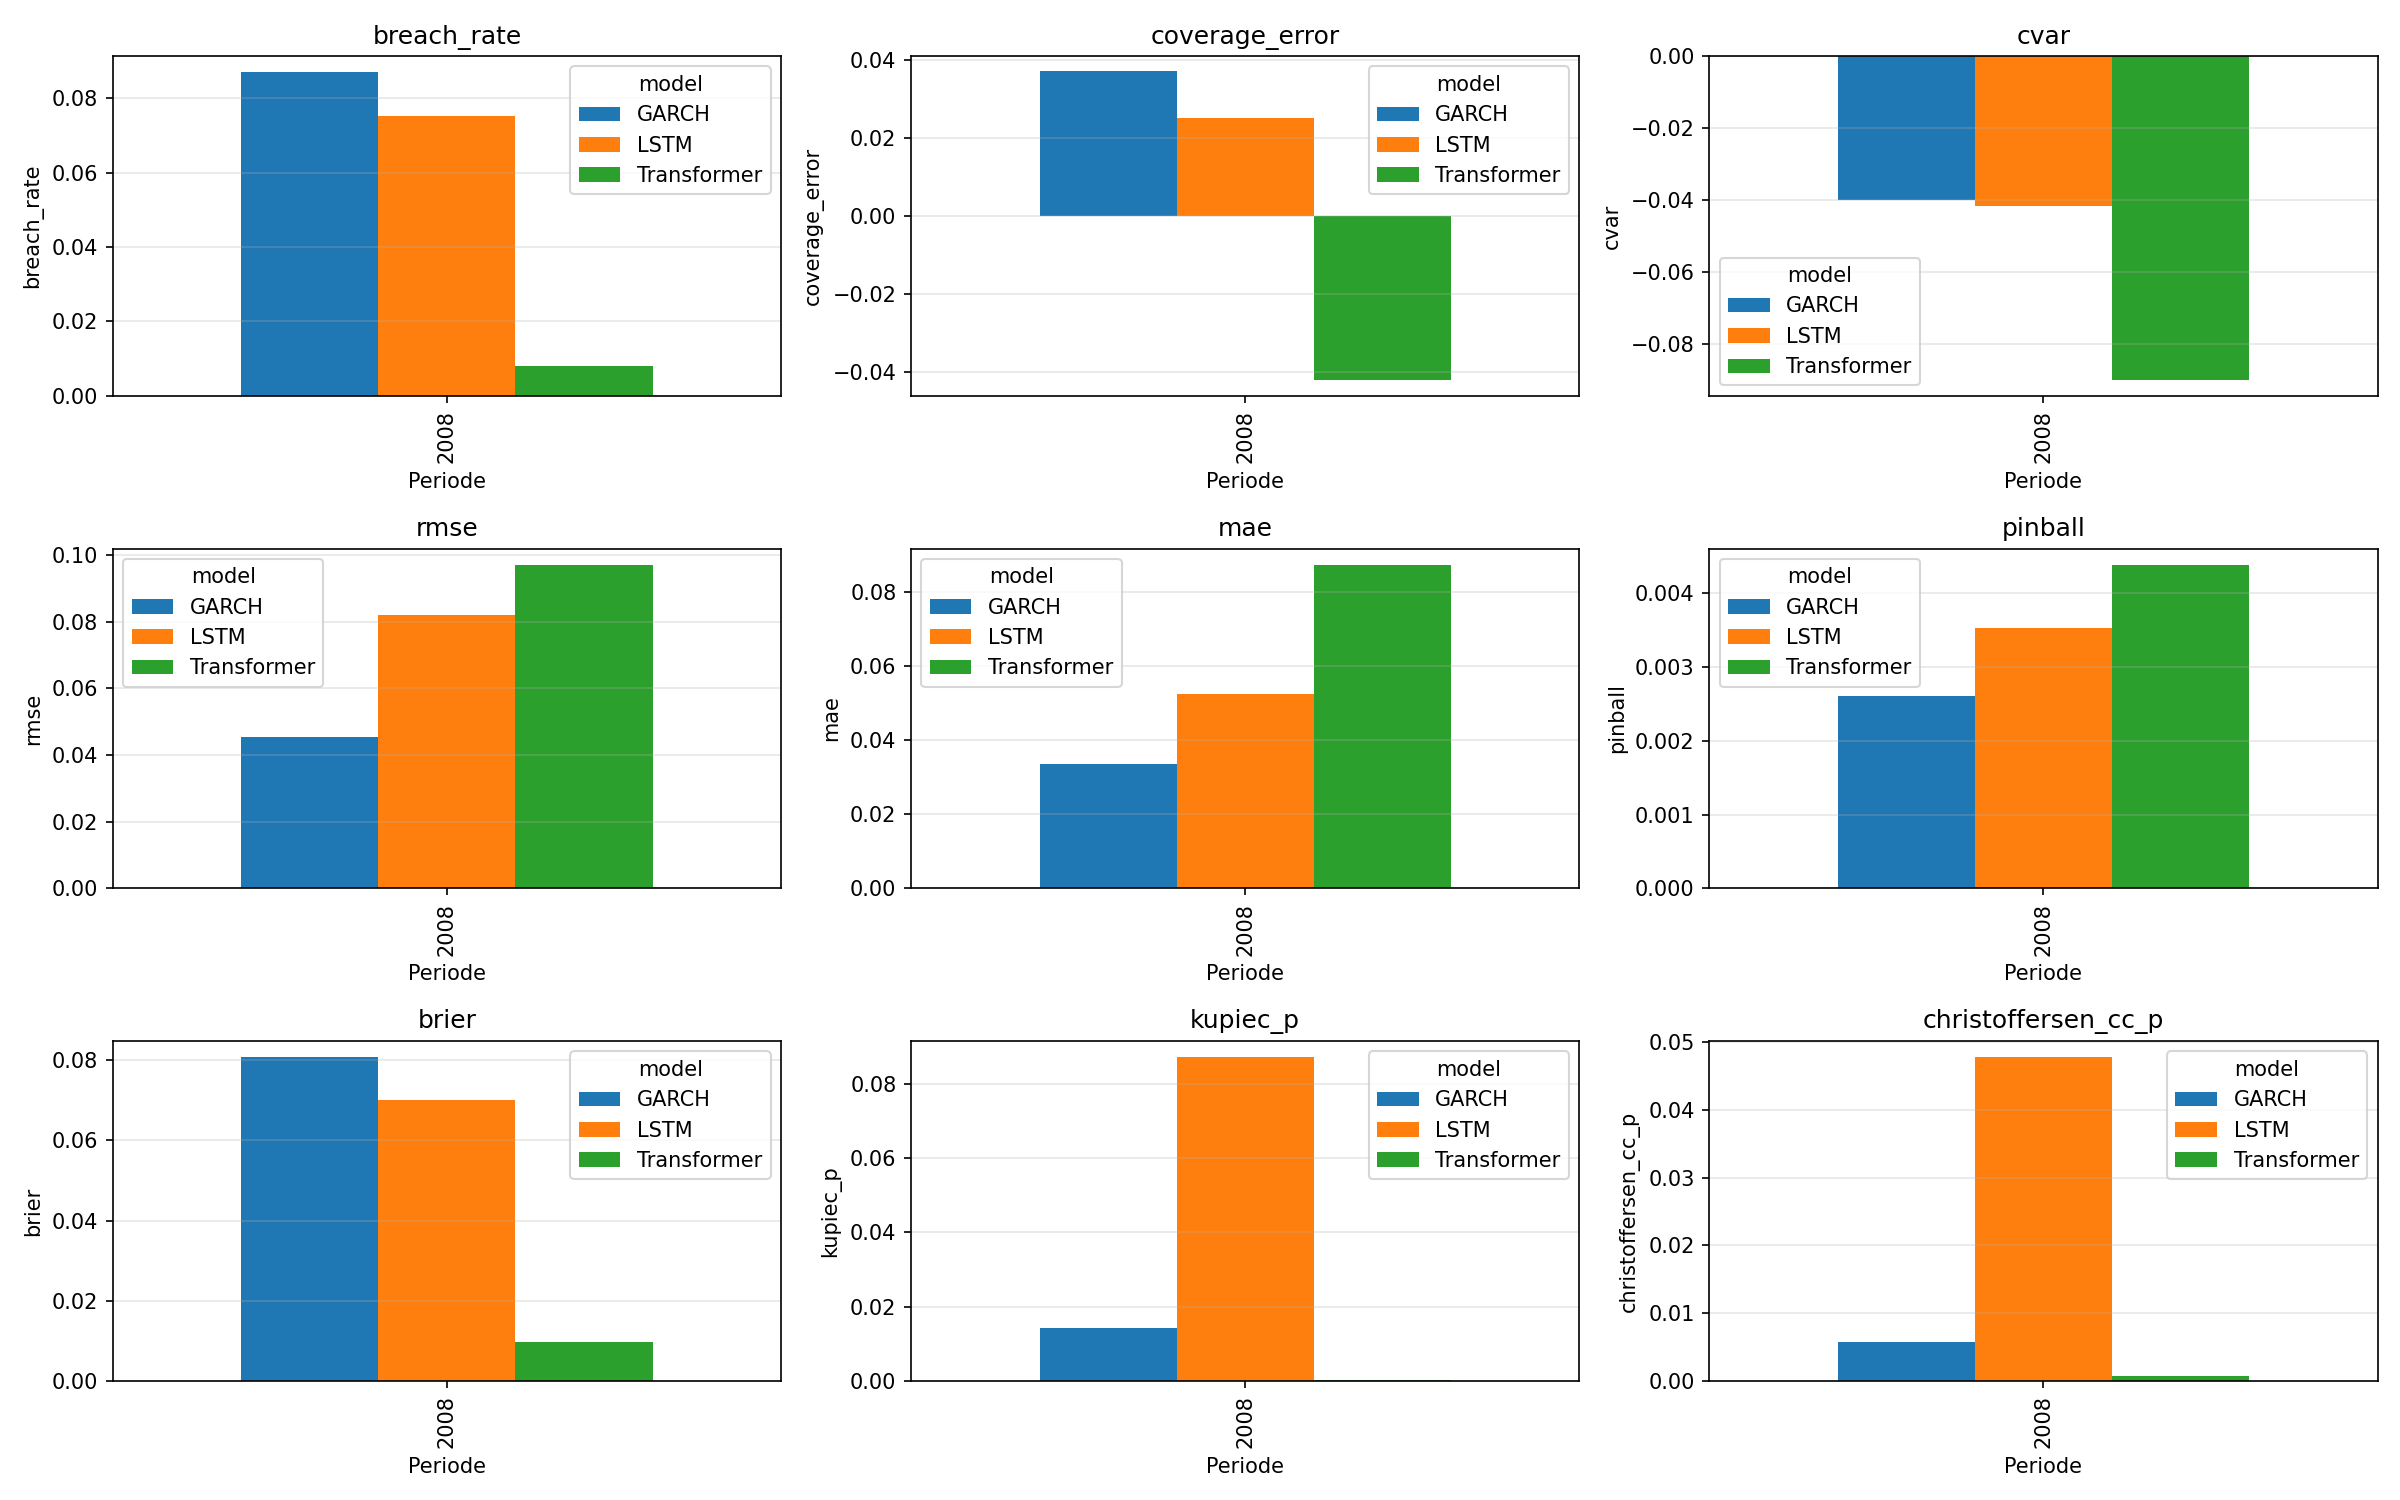 breach_rate
breach_rate
0.08
0.06
0.04
0.02
0.00
model
GARCH
LSTM
Transformer
2008
Periode
coverage_error
coverage_error
0.04
0.02
0.00
−0.02
−0.04
model
GARCH
LSTM
Transformer
2008
Periode
cvar
cvar
0.00
−0.02
−0.04
−0.06
−0.08
model
GARCH
LSTM
Transformer
2008
Periode
rmse
rmse
0.10
0.08
0.06
0.04
0.02
0.00
model
GARCH
LSTM
Transformer
2008
Periode
mae
mae
0.08
0.06
0.04
0.02
0.00
model
GARCH
LSTM
Transformer
2008
Periode
pinball
pinball
0.004
0.003
0.002
0.001
0.000
model
GARCH
LSTM
Transformer
2008
Periode
brier
brier
0.08
0.06
0.04
0.02
0.00
model
GARCH
LSTM
Transformer
2008
Periode
kupiec_p
kupiec_p
0.08
0.06
0.04
0.02
0.00
model
GARCH
LSTM
Transformer
2008
Periode
christoffersen_cc_p
christoffersen_cc_p
0.05
0.04
0.03
0.02
0.01
0.00
model
GARCH
LSTM
Transformer
2008
Periode